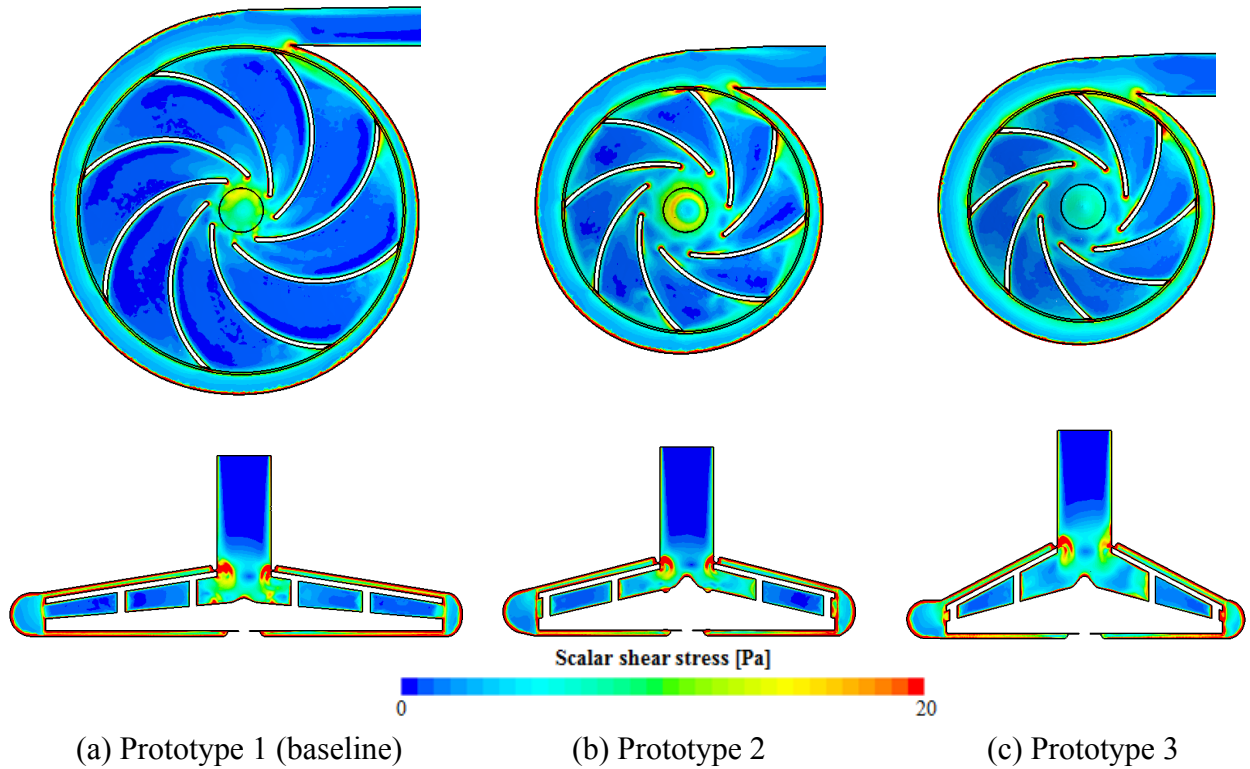 Scalar shear stress [Pa]
0 20
(a) Prototype 1 (baseline) (b) Prototype 2 (c) Prototype 3